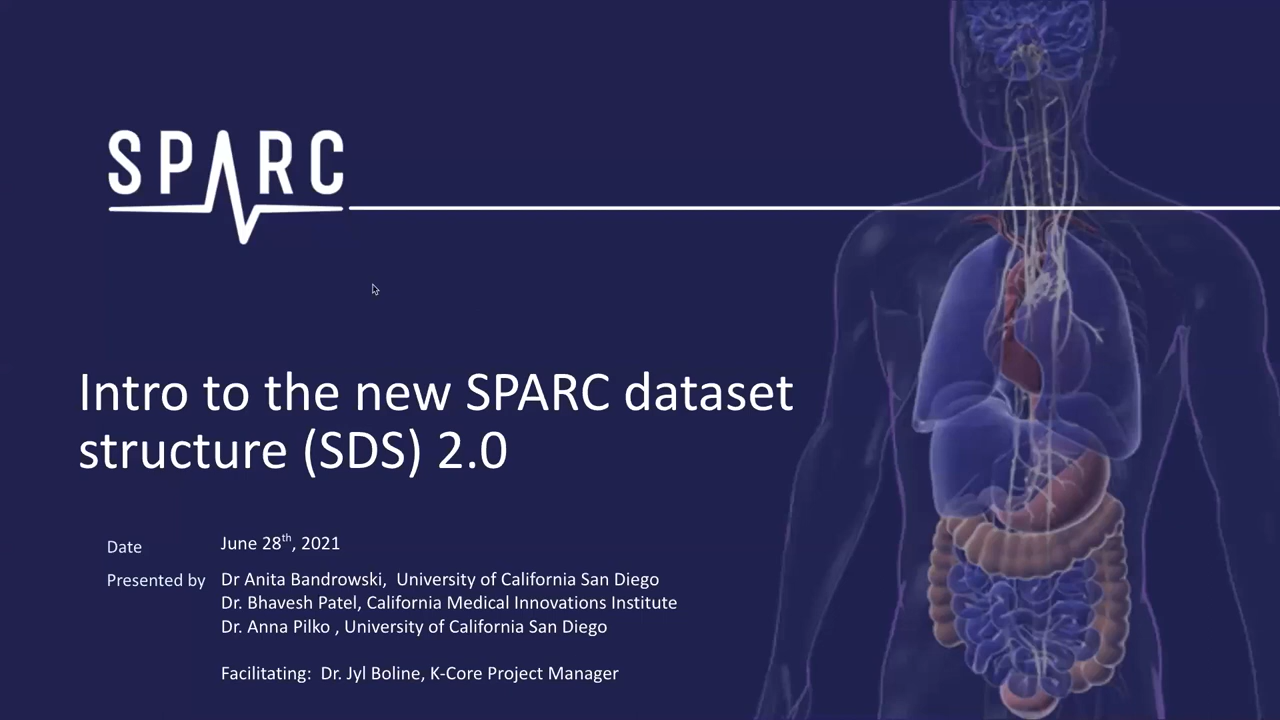 SPARC
Intro to the new SPARC dataset
structure (SDS) 2.0
Date June 28th, 2021
Presented by Dr Anita Bandrowski, University of California San Diego
Dr. Bhavesh Patel, California Medical Innovations Institute
Dr. Anna Pilko , University of California San Diego
Facilitating: Dr. Jyl Boline, K-Core Project Manager